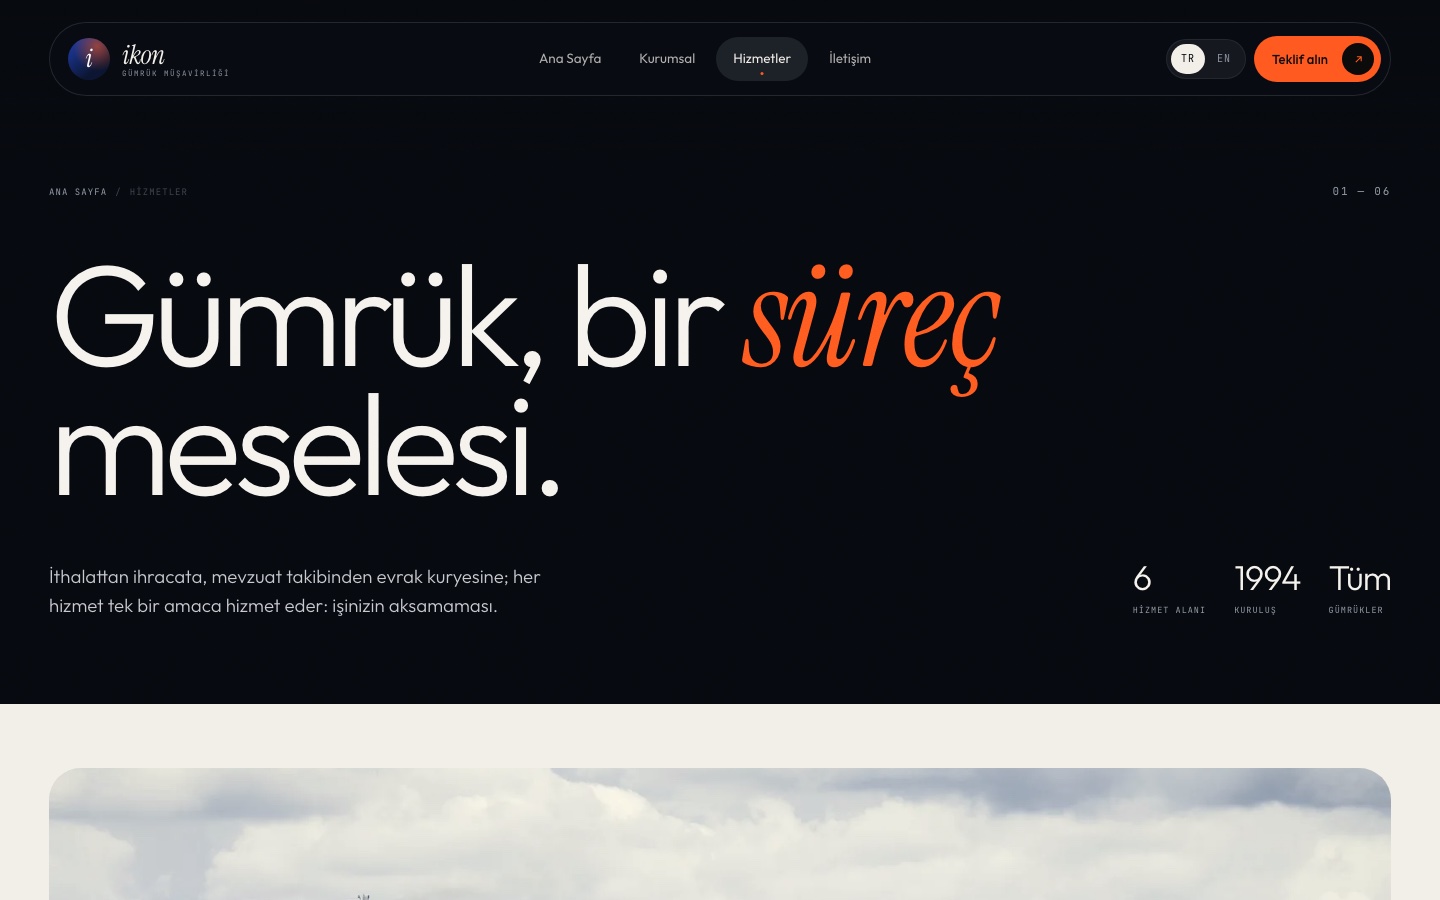 i
ikon
GÜMRÜK MÜŞAVİRLİĞİ
Ana Sayfa
Kurumsal
Hizmetler
İletişim
TR
EN
Teklif alın
ANA SAYFA / HİZMETLER
01 — 06
Gümrük, bir süreç
meselesi.
İthalattan ihracata, mevzuat takibinden evrak kuryesine; her
hizmet tek bir amaca hizmet eder: işinizin aksamaması.
6
HİZMET ALANI
1994
KURULUŞ
Tüm
GÜMRÜKLER